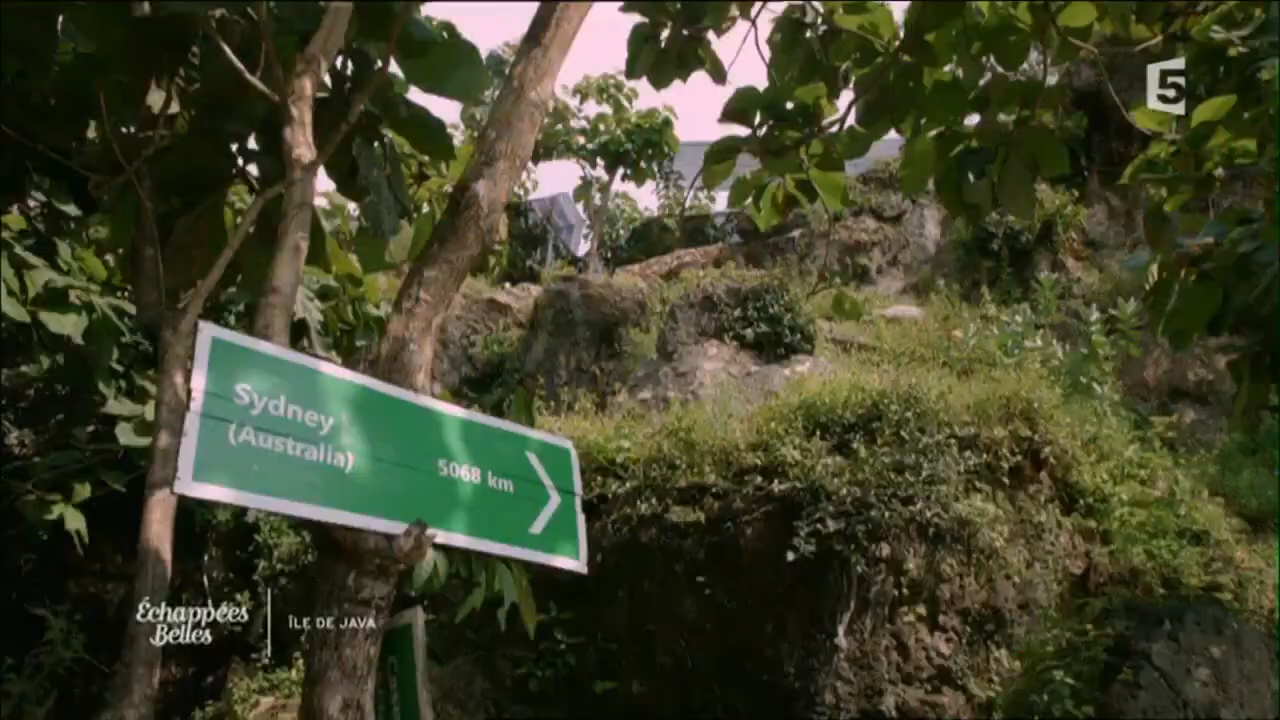 5
Sydney
(Australia)
5068 km
Échappées
Belles
ÎLE DE JAVA